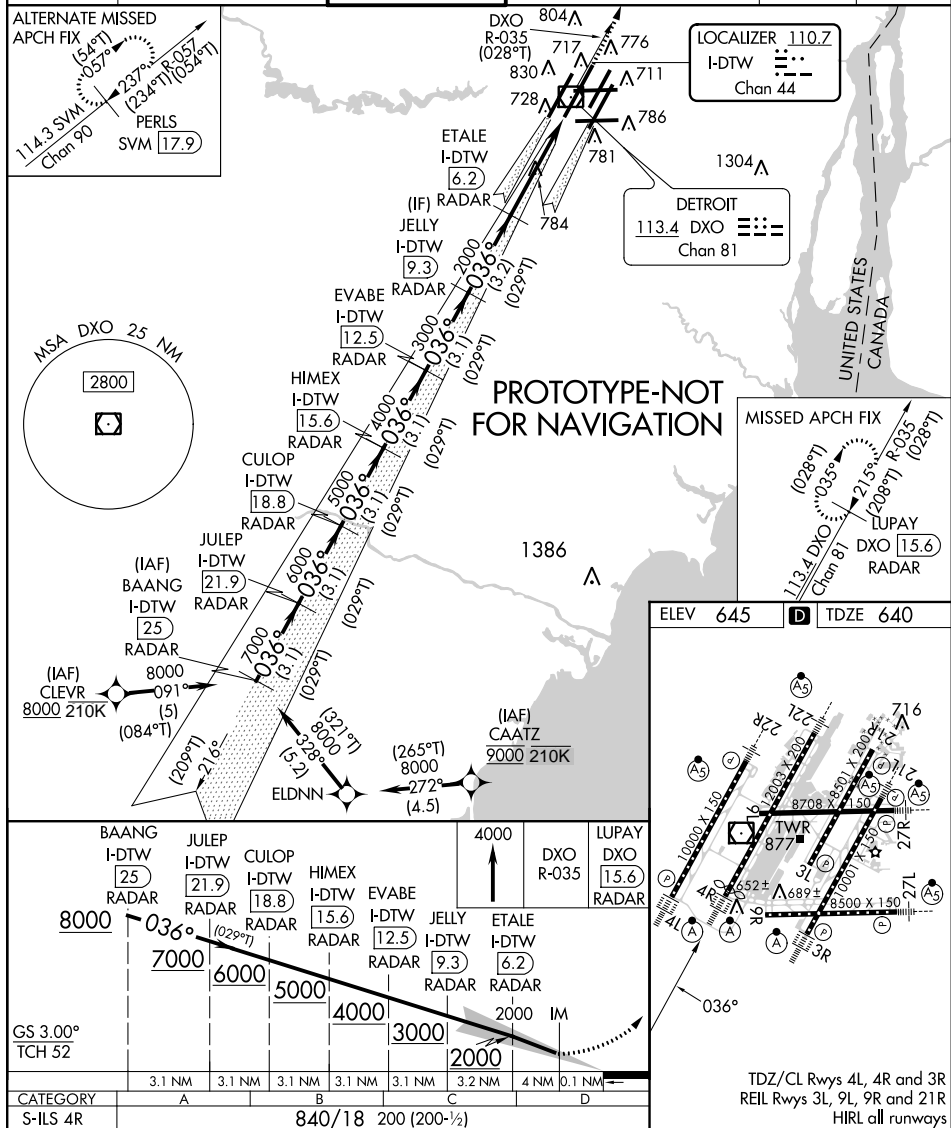 ALTERNATE MISSED
APCH FIX
(54°T)
057°
237°
(234°T)
R-057
(054°T)
114.3 SVM
Chan 90
PERLS
SVM 17.9
DXO
R-035
(028°T)
804
717
776
830
711
728
786
781
784
1304
LOCALIZER 110.7
I-DTW
Chan 44
DETROIT
113.4 DXO
Chan 81
ETALE
I-DTW
6.2
RADAR
(IF)
JELLY
I-DTW
9.3
RADAR
2000
036°
(3.2)
(029°T)
EVABE
I-DTW
12.5
RADAR
3000
036°
(3.1)
(029°T)
HIMEX
I-DTW
15.6
RADAR
4000
036°
(3.1)
(029°T)
CULOP
I-DTW
18.8
RADAR
5000
036°
(3.1)
(029°T)
JULEP
I-DTW
21.9
RADAR
6000
036°
(3.1)
(029°T)
(IAF)
BAANG
I-DTW
25
RADAR
7000
036°
(3.1)
(029°T)
MSA DXO 25 NM
2800
PROTOTYPE-NOT
FOR NAVIGATION
UNITED STATES
CANADA
1386
MISSED APCH FIX
(028°T)
035°
215°
(208°T)
R-035
(028°T)
113.4 DXO
Chan 81
LUPAY
DXO 15.6
RADAR
(IAF)
CLEVR
8000 210K
8000
091°
(5)
(084°T)
(209°T)
216°
(321°T)
8000
328°
(5.2)
ELDNN
(265°T)
8000
272°
(4.5)
(IAF)
CAATZ
9000 210K
ELEV 645
D
TDZE 640
A5
22R
22L
716
21R
21L
10000 X 150
12003 X 200
8501 X 200
8708 X 150
9L
TWR
877
27R
10001 X 150
3L
4R
652±
689±
4L
9R
8500 X 150
27L
3R
A
P
036°
TDZ/CL Rwys 4L, 4R and 3R
REIL Rwys 3L, 9L, 9R and 21R
HIRL all runways
BAANG
I-DTW
25
RADAR
JULEP
I-DTW
21.9
RADAR
CULOP
I-DTW
18.8
RADAR
HIMEX
I-DTW
15.6
RADAR
EVABE
I-DTW
12.5
RADAR
JELLY
I-DTW
9.3
RADAR
ETALE
I-DTW
6.2
RADAR
4000
DXO
R-035
LUPAY
DXO
15.6
RADAR
8000
036°
(029°T)
7000
6000
5000
4000
3000
2000
2000
IM
GS 3.00°
TCH 52
3.1 NM 3.1 NM 3.1 NM 3.1 NM 3.1 NM 3.2 NM 4 NM 0.1 NM
CATEGORY A B C D
S-ILS 4R 840/18 200 (200-½)